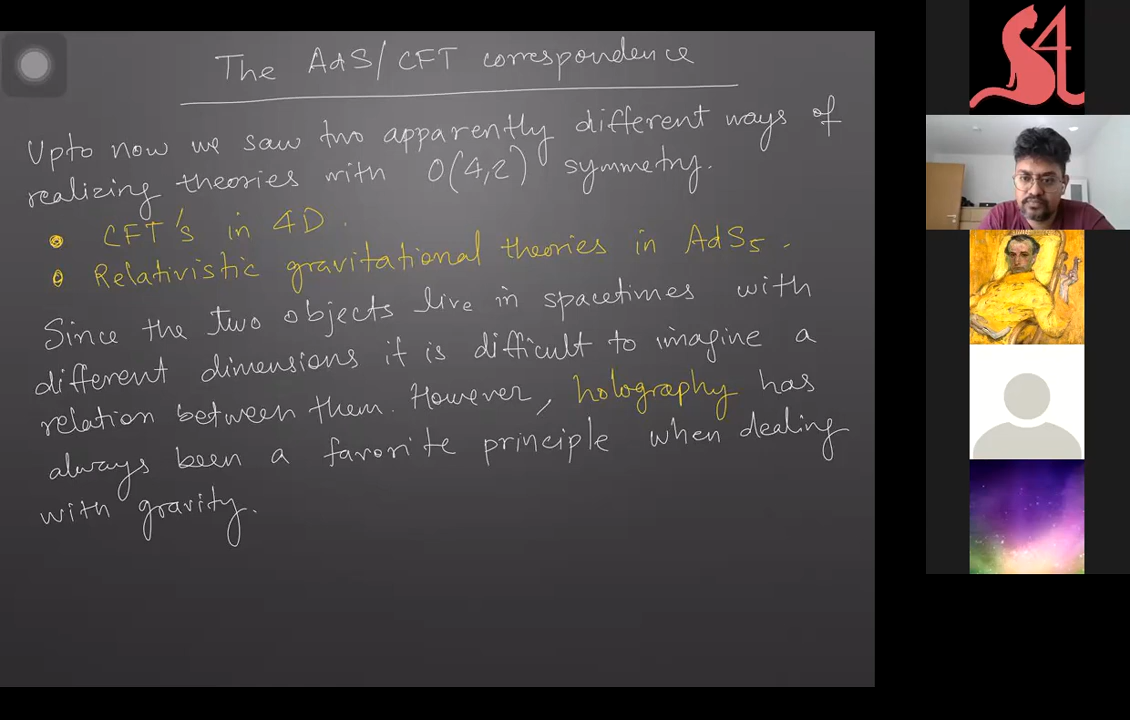 The AdS/CFT correspondence
Upto now we saw two apparently different ways of
realizing theories with O(4,2) symmetry.
• CFT's in 4D.
• Relativistic gravitational theories in AdS5.
Since the two objects live in spacetimes with
different dimensions it is difficult to imagine a
relation between them. However, holography has
always been a favorite principle when dealing
with gravity.
S4